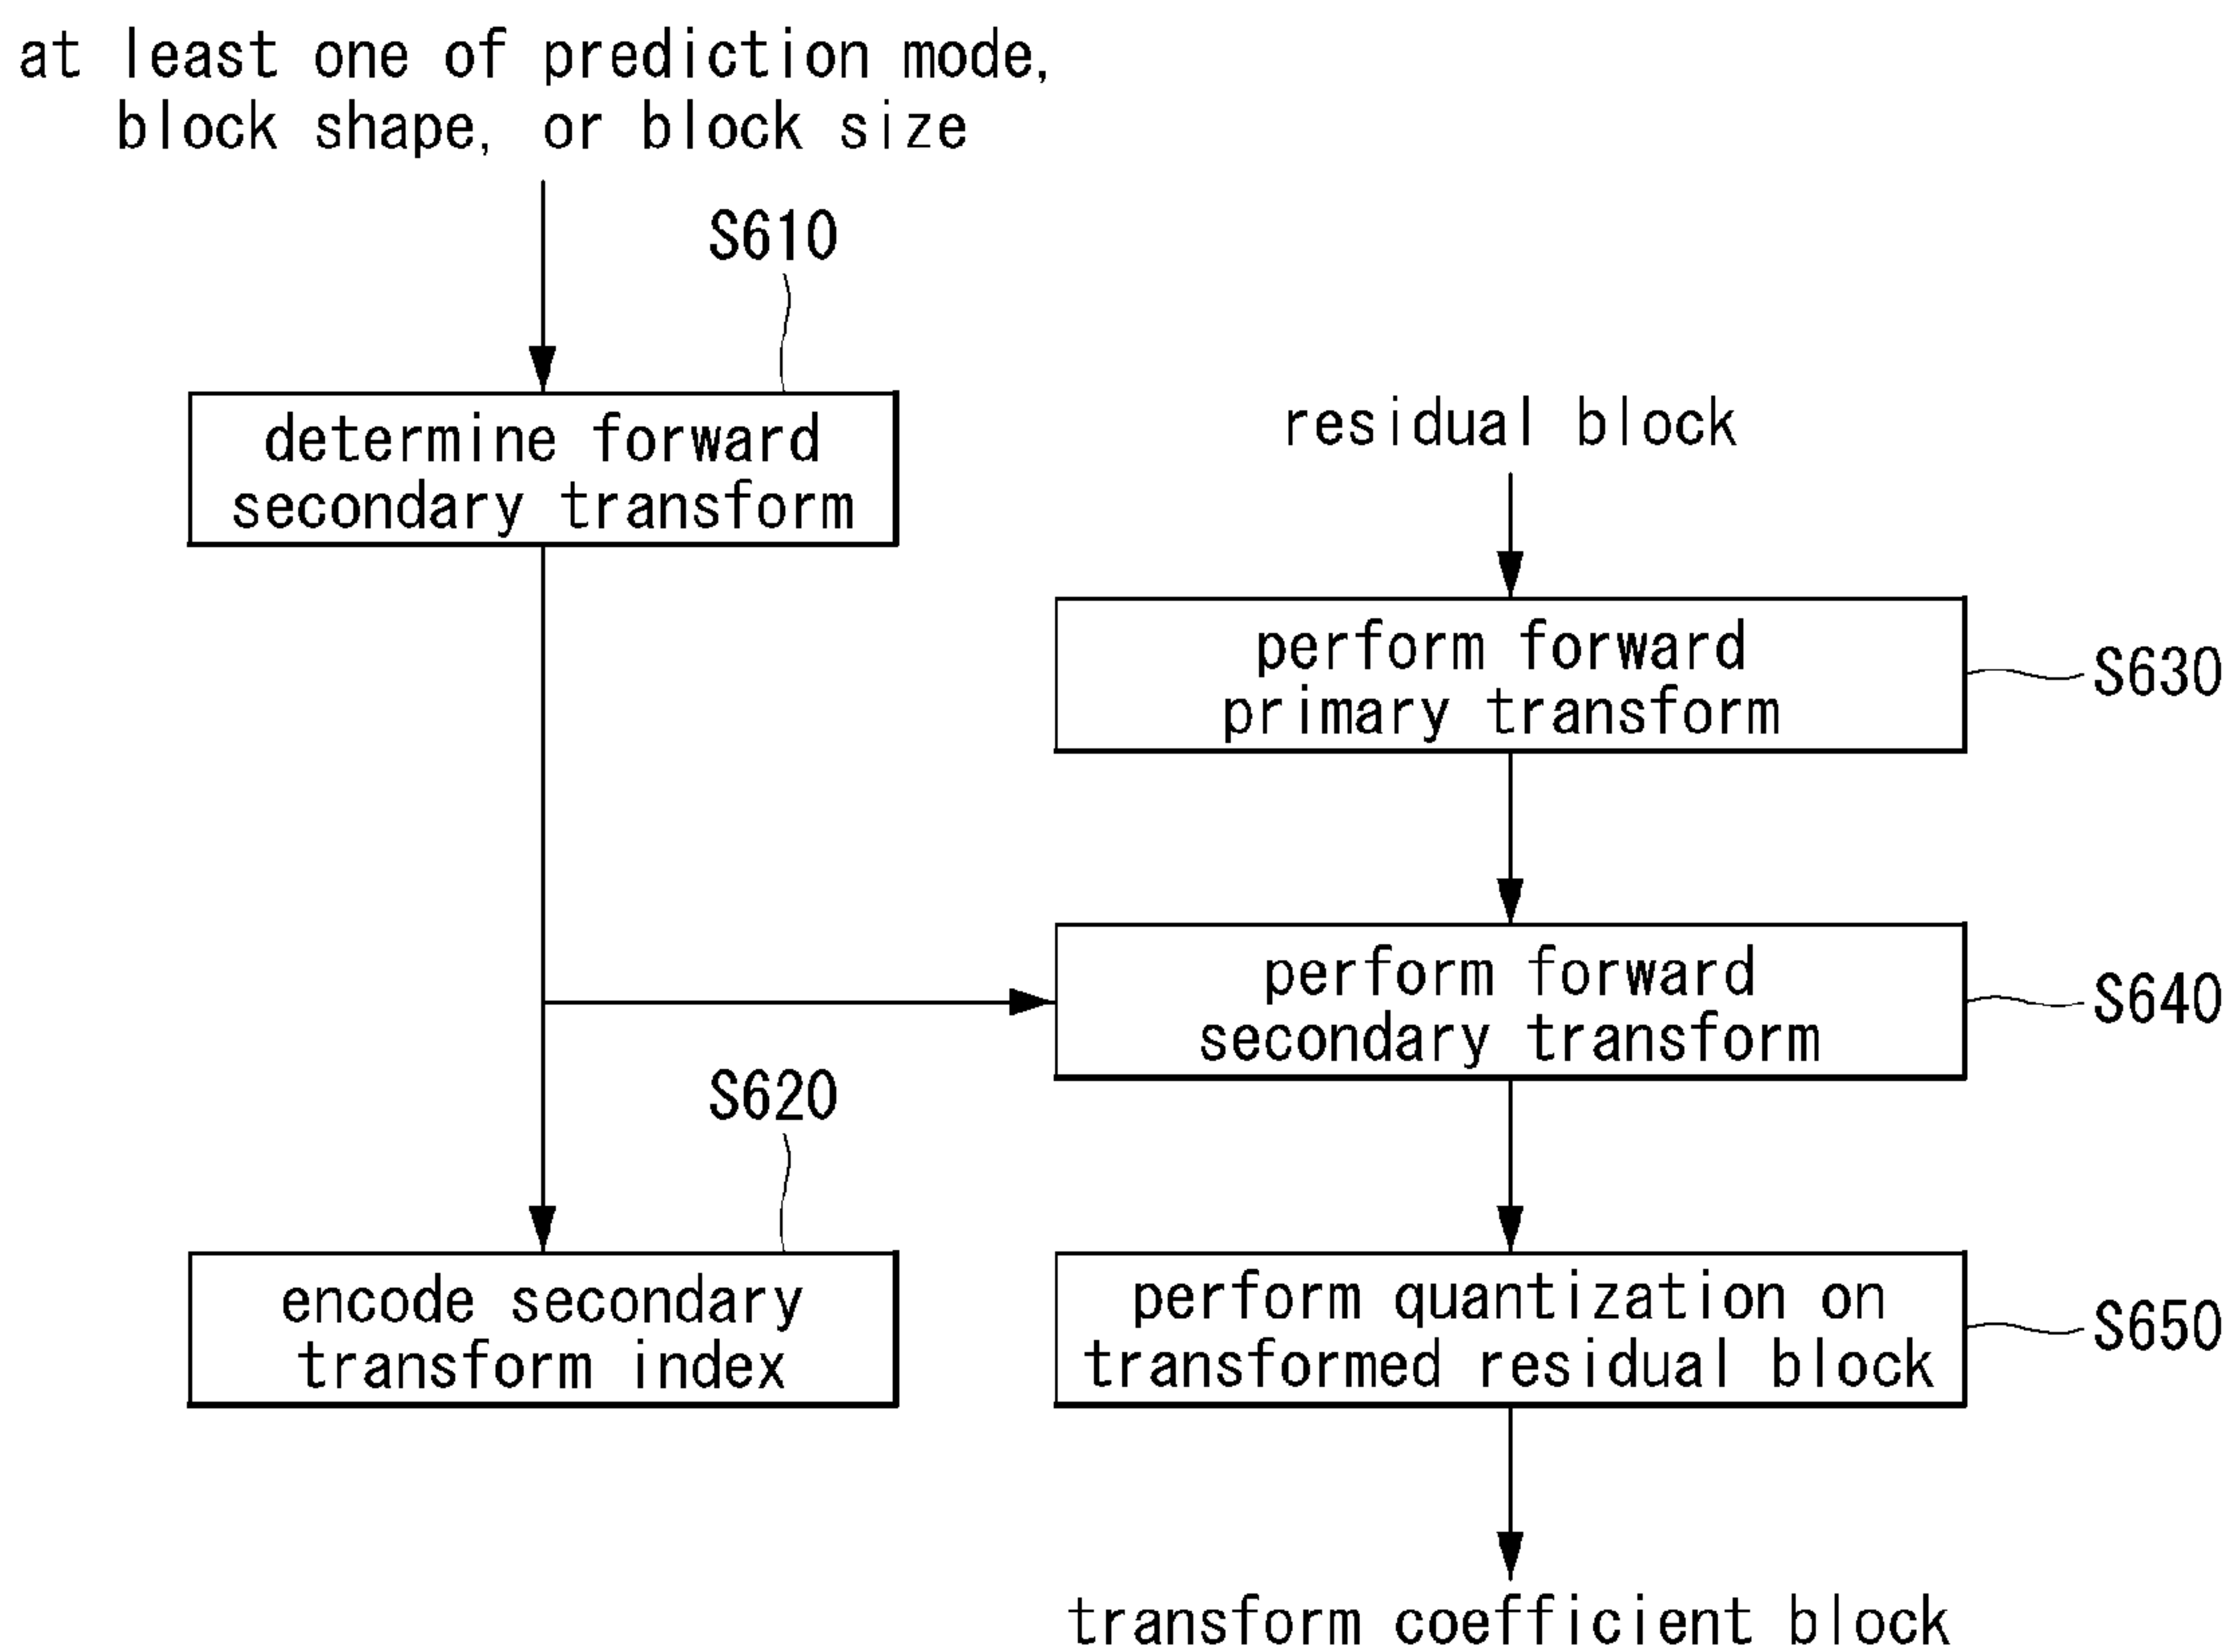 at least one of prediction mode,
block shape, or block size
S610
determine forward
secondary transform
residual block
perform forward
primary transform
S630
perform forward
secondary transform
S640
S620
encode secondary
transform index
perform quantization on
transformed residual block
S650
transform coefficient block